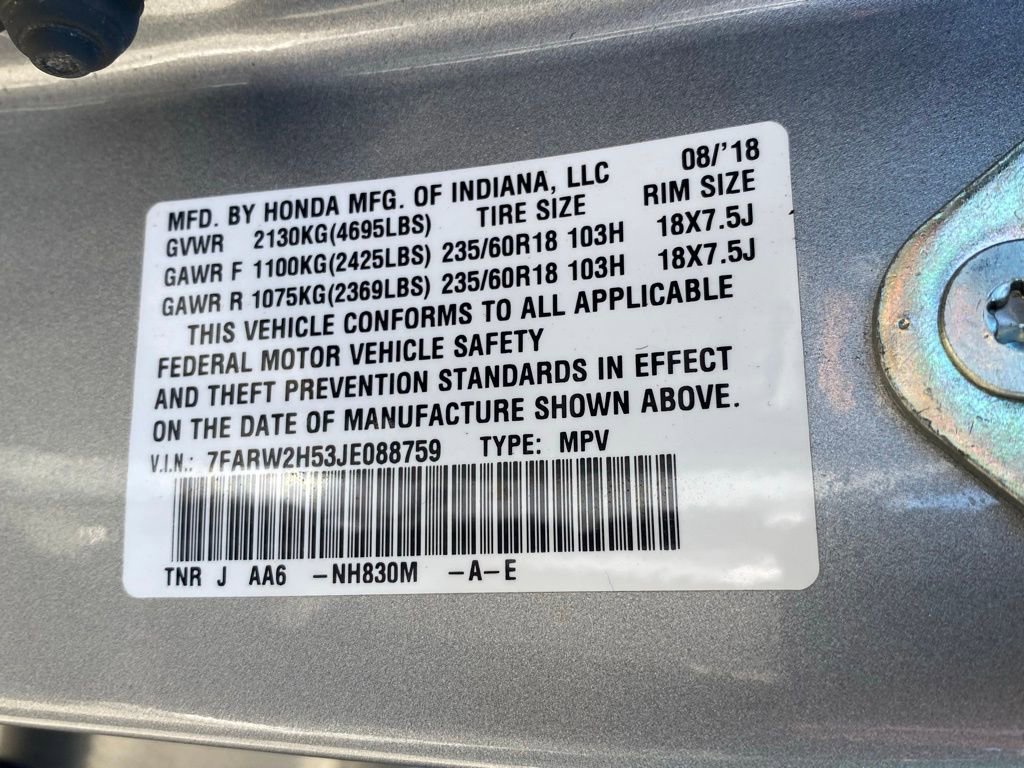 MFD. BY HONDA MFG. OF INDIANA, LLC 08/'18
GVWR 2130KG(4695LBS) TIRE SIZE RIM SIZE
GAWR F 1100KG(2425LBS) 235/60R18 103H 18X7.5J
GAWR R 1075KG(2369LBS) 235/60R18 103H 18X7.5J
THIS VEHICLE CONFORMS TO ALL APPLICABLE
FEDERAL MOTOR VEHICLE SAFETY
AND THEFT PREVENTION STANDARDS IN EFFECT
ON THE DATE OF MANUFACTURE SHOWN ABOVE.
V.I.N.: 7FARW2H53JE088759 TYPE: MPV
TNR J AA6 -NH830M -A-E